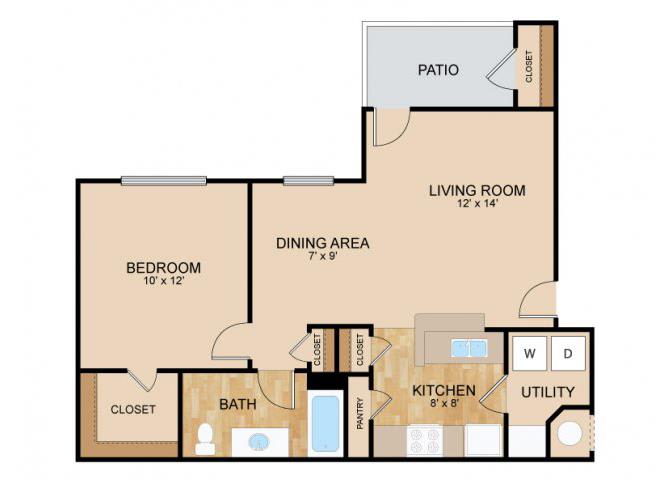 PATIO
CLOSET
LIVING ROOM
12' x 14'
DINING AREA
7' x 9'
BEDROOM
10' x 12'
CLOSET
CLOSET
W
D
KITCHEN
8' x 8'
UTILITY
CLOSET
BATH
PANTRY